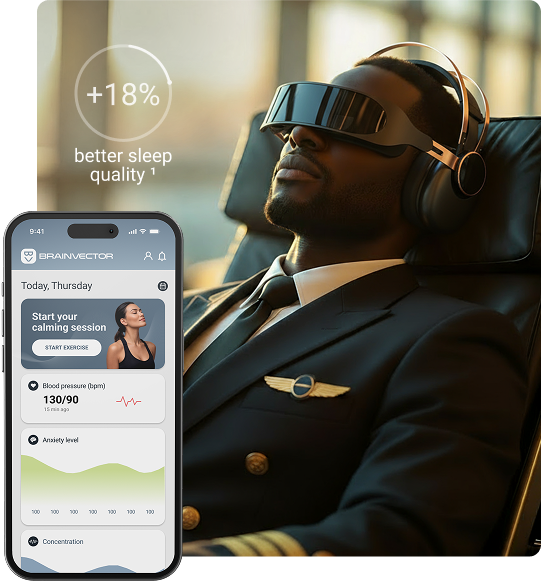 +18%
better sleep
quality ¹
9:41
BRAINVECTOR
Today, Thursday
Start your
calming session
START EXERCISE
Blood pressure (bpm)
130/90
15 min ago
Anxiety level
100 100 100 100 100 100 100
Concentration